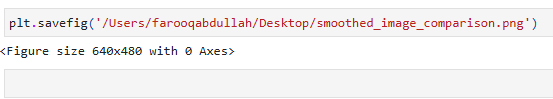 plt.savefig('/Users/farooqabdullah/Desktop/smoothed_image_comparison.png')
<Figure size 640x480 with 0 Axes>